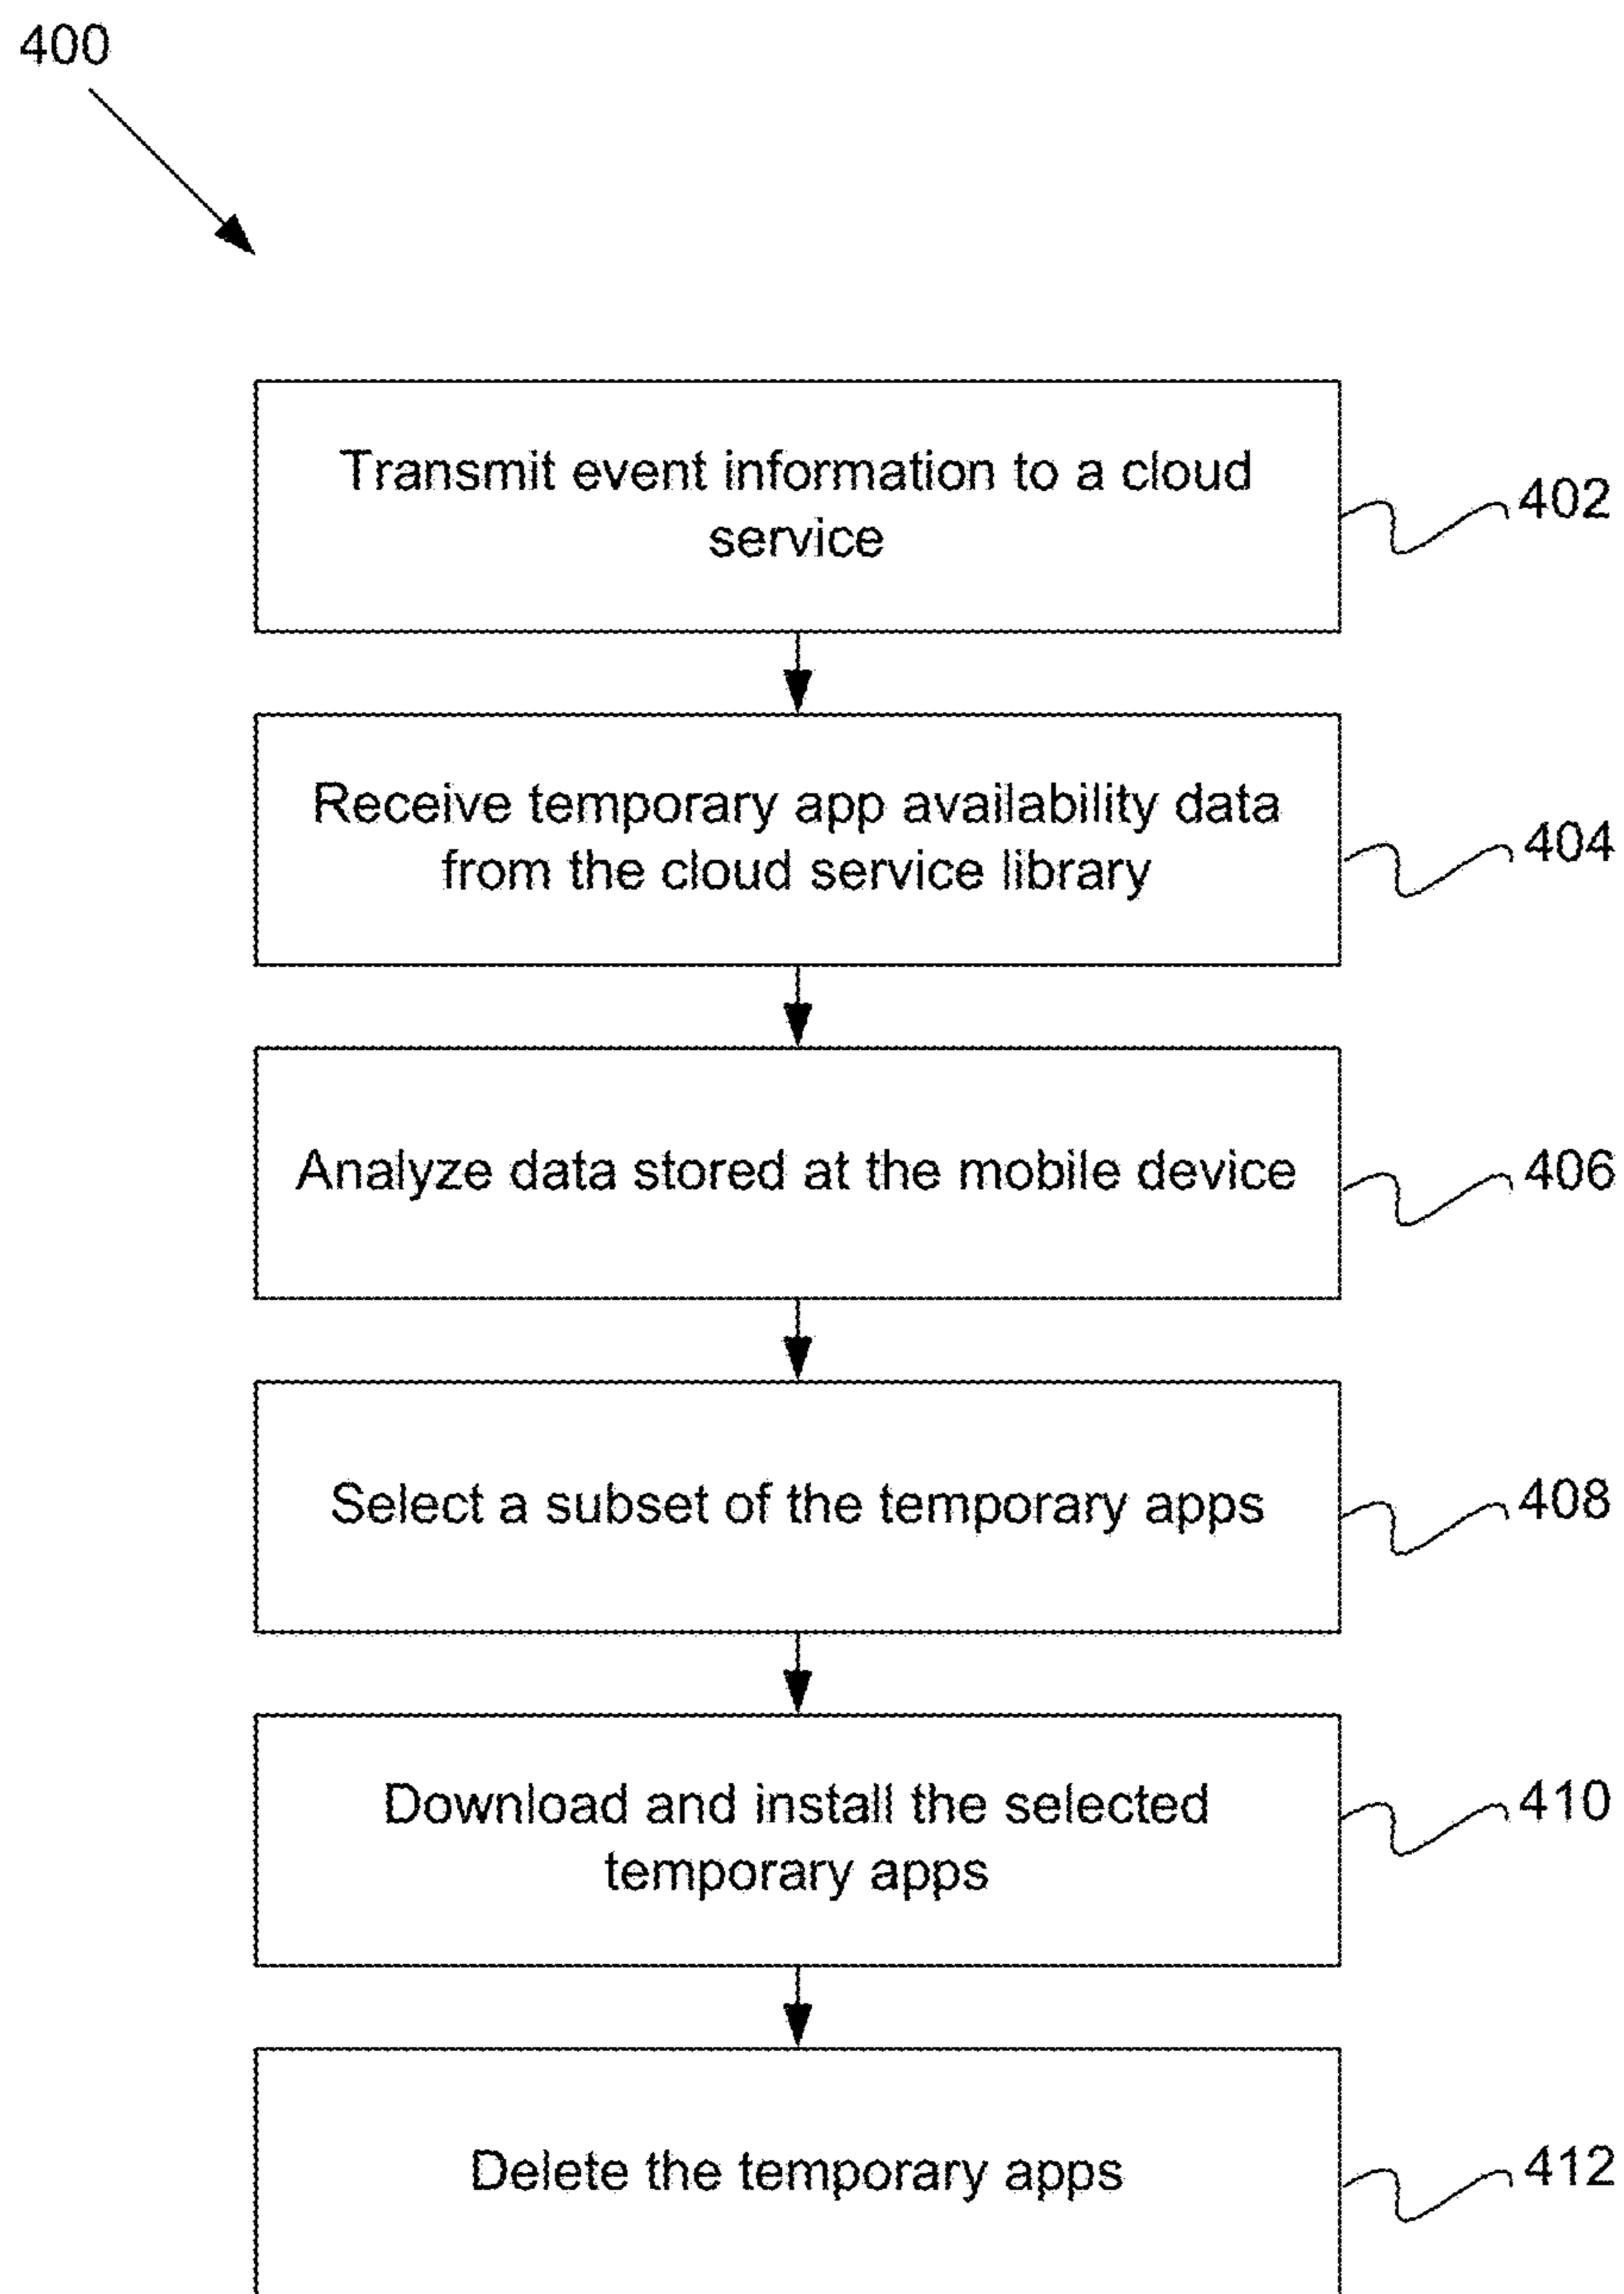 400
Transmit event information to a cloud
service
402
Receive temporary app availability data
from the cloud service library
404
Analyze data stored at the mobile device
406
Select a subset of the temporary apps
408
Download and install the selected
temporary apps
410
Delete the temporary apps
412